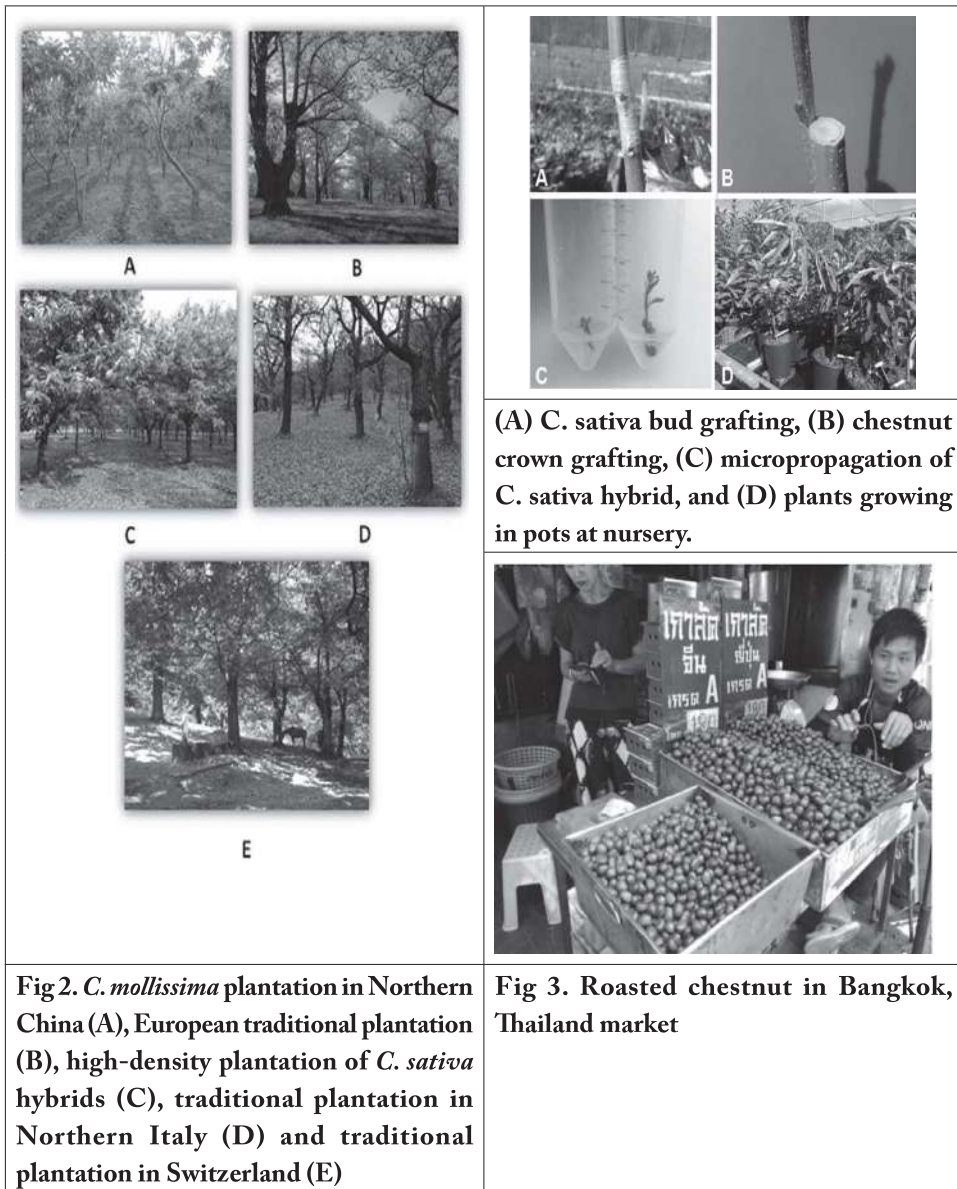 A
B
C
D
E
Fig 2. C. mollissima plantation in Northern
China (A), European traditional plantation
(B), high-density plantation of C. sativa
hybrids (C), traditional plantation in
Northern Italy (D) and traditional
plantation in Switzerland (E)
A
B
C
D
(A) C. sativa bud grafting, (B) chestnut
crown grafting, (C) micropropagation of
C. sativa hybrid, and (D) plants growing
in pots at nursery.
เกาลัด
จีน
เกรด A
190
เกาลัด
ญี่ปุ่น
เกรด A
Fig 3. Roasted chestnut in Bangkok,
Thailand market